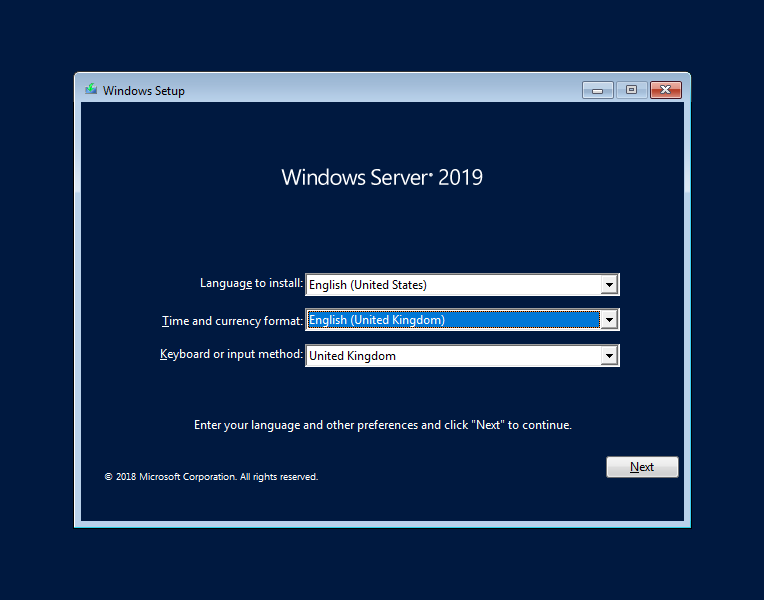 Windows Setup
Windows Server® 2019
Language to install: English (United States)
Time and currency format: English (United Kingdom)
Keyboard or input method: United Kingdom
Enter your language and other preferences and click "Next" to continue.
Next
© 2018 Microsoft Corporation. All rights reserved.